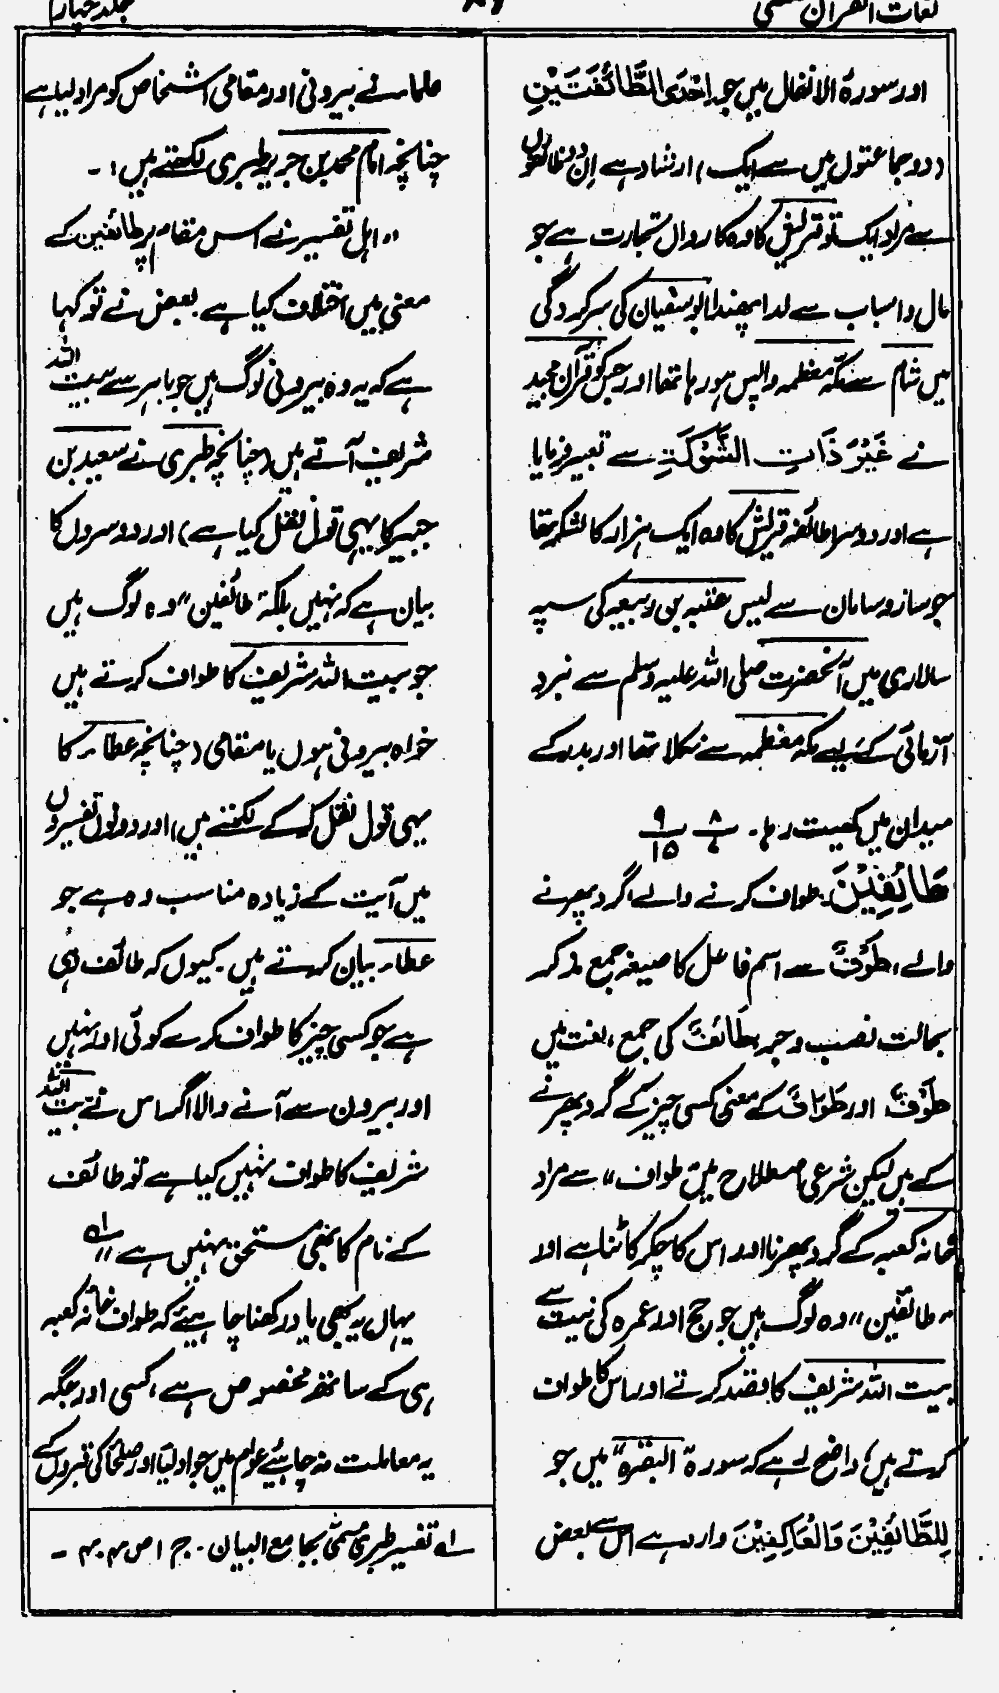 لغات القرآن
جلد چہارم
اور سورۃ الانفال میں جو اِحْدَی الطَّائِفَتَیْنِ
(دو جماعتوں میں سے ایک) ارشاد ہے اِن دو طائفوں
سے مراد ایک تو قریش کا وہ کاروان تجارت ہے جو
مال و اسباب سے لدا پھندا ابوسفیان کی سرکردگی
میں شام سے مکہ معظمہ واپس ہو رہا تھا اور جس کو قرآن مجید
نے غَیْرَ ذَاتِ الشَّوْکَۃِ سے تعبیر فرمایا
ہے اور دوسرا طائفہ قریش کا وہ ایک ہزار کا لشکر تھا
جو ساز و سامان سے لیس عتبہ بن ربیعہ کی سپہ
سالاری میں آنحضرت صلی اللہ علیہ وسلم سے نبرد
آزمائی کے لیے مکہ معظمہ سے نکلا تھا اور بدر کے
میدان میں کھیت رہا۔ ۸/۶ ۹/۱۵
طَائِفِیْنَ۔ طواف کرنے والے۔ گرد پھرنے
والے، طَوْفٌ سے اسم فاعل کا صیغہ جمع مذکر
بحالت نصب وجر، طَائِفٌ کی جمع، لغت میں
طَوْفٌ اور طَوَافٌ کے معنی کسی چیز کے گرد پھرنے
کے ہیں لیکن شرعی اصطلاح میں "طواف" سے مراد
خانہ کعبہ کے گرد پھرنا اور اس کا چکر کاٹنا ہے اور
"طائفین" وہ لوگ ہیں جو حج اور عمرہ کی نیت سے
بیت اللہ شریف کا قصد کرتے اور اس کا طواف
کرتے ہیں، واضح رہے کہ سورۃ "البقرۃ" میں جو
لِلطَّائِفِیْنَ وَالْعَاکِفِیْنَ وارد ہے اس سے بعض
علماء نے بیرونی اور مقامی اشخاص کو مراد لیا ہے
چنانچہ امام محمد بن جریر طبری لکھتے ہیں :۔
"اہل تفسیر نے اس مقام پر طائفین کے
معنی میں اختلاف کیا ہے بعض نے تو کہا
ہے کہ یہ وہ بیرونی لوگ ہیں جو باہر سے بیت اللہ
شریف آتے ہیں (چنانچہ طبری نے سعید بن
جبیر کا یہی قول نقل کیا ہے) اور دوسروں کا
بیان ہے کہ نہیں بلکہ "طائفین" وہ لوگ ہیں
جو بیت اللہ شریف کا طواف کرتے ہیں
خواہ بیرونی ہوں یا مقامی (چنانچہ عطاء کا
یہی قول نقل کر کے لکھتے ہیں) اور دونوں تفسیروں
میں آیت کے زیادہ مناسب وہ ہے جو
عطاء بیان کرتے ہیں۔ کیوں کہ طائف وہی
ہے جو کسی چیز کا طواف کرے کوئی اور نہیں
اور بیرون سے آنے والا اگر اس نے بیت اللہ
شریف کا طواف نہیں کیا ہے تو طائف
کے نام کا بھی مستحق نہیں ہے" لہ
یہاں یہ بھی یاد رکھنا چاہیئے کہ طواف خانہ کعبہ
ہی کے ساتھ مخصوص ہے، کسی اور جگہ
یہ معاملت نہ چاہیئے عوام میں جو اولیا اور صلحا کی قبروں کے
لہ تفسیر طبری مسمّٰی بجامع البیان۔ ج ۱ ص ۴۰۴۔